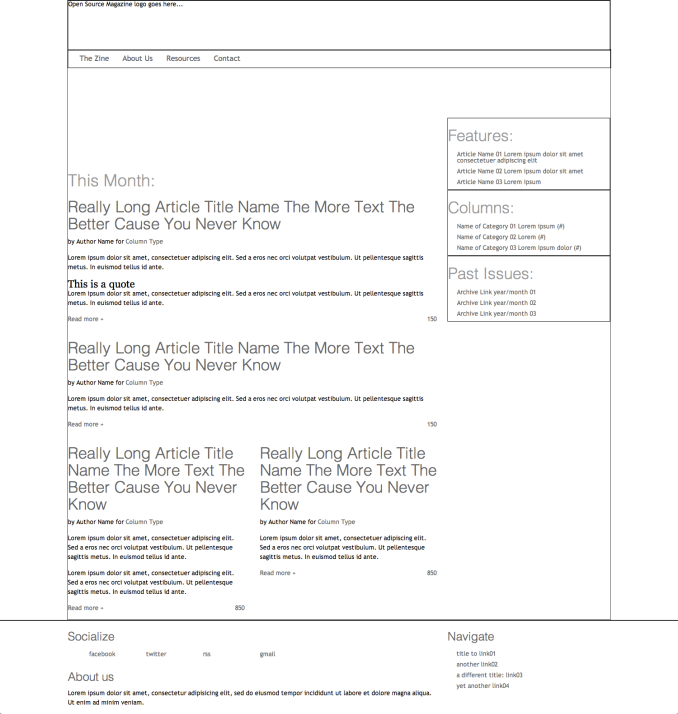 Open Source Magazine logo goes here...
The Zine About Us Resources Contact
This Month:
Really Long Article Title Name The More Text The
Better Cause You Never Know
by Author Name for Column Type
Lorem ipsum dolor sit amet, consectetuer adipiscing elit. Sed a eros nec orci volutpat vestibulum. Ut pellentesque sagittis
metus. In euismod tellus id ante.
This is a quote
Lorem ipsum dolor sit amet, consectetuer adipiscing elit. Sed a eros nec orci volutpat vestibulum. Ut pellentesque sagittis
metus. In euismod tellus id ante.
Read more » 150
Really Long Article Title Name The More Text The
Better Cause You Never Know
by Author Name for Column Type
Lorem ipsum dolor sit amet, consectetuer adipiscing elit. Sed a eros nec orci volutpat vestibulum. Ut pellentesque sagittis
metus. In euismod tellus id ante.
Read more » 150
Really Long Article Title
Name The More Text The
Better Cause You Never
Know
by Author Name for Column Type
Lorem ipsum dolor sit amet, consectetuer adipiscing elit.
Sed a eros nec orci volutpat vestibulum. Ut pellentesque
sagittis metus. In euismod tellus id ante.
Lorem ipsum dolor sit amet, consectetuer adipiscing elit.
Sed a eros nec orci volutpat vestibulum. Ut pellentesque
sagittis metus. In euismod tellus id ante.
Read more » 850
Really Long Article Title
Name The More Text The
Better Cause You Never
Know
by Author Name for Column Type
Lorem ipsum dolor sit amet, consectetuer adipiscing elit.
Sed a eros nec orci volutpat vestibulum. Ut pellentesque
sagittis metus. In euismod tellus id ante.
Read more » 850
Features:
Article Name 01 Lorem ipsum dolor sit amet
consectetuer adipiscing elit
Article Name 02 Lorem ipsum dolor sit amet
Article Name 03 Lorem ipsum
Columns:
Name of Category 01 Lorem ipsum (#)
Name of Category 02 Lorem (#)
Name of Category 03 Lorem ipsum dolor (#)
Past Issues:
Archive Link year/month 01
Archive Link year/month 02
Archive Link year/month 03
Socialize
facebook twitter rss gmail
About us
Lorem ipsum dolor sit amet, consectetur adipisicing elit, sed do eiusmod tempor incididunt ut labore et dolore magna aliqua.
Ut enim ad minim veniam.
Navigate
title to link01
another link02
a different title: link03
yet another link04